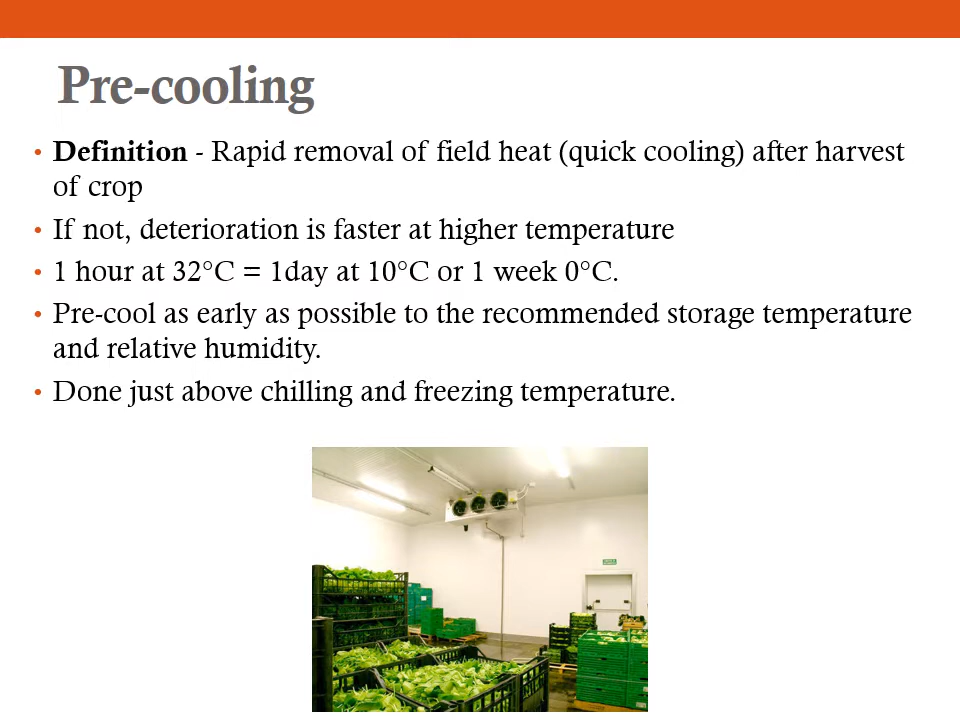 Pre-cooling
• Definition - Rapid removal of field heat (quick cooling) after harvest
of crop
• If not, deterioration is faster at higher temperature
• 1 hour at 32°C = 1day at 10°C or 1 week 0°C.
• Pre-cool as early as possible to the recommended storage temperature
and relative humidity.
• Done just above chilling and freezing temperature.